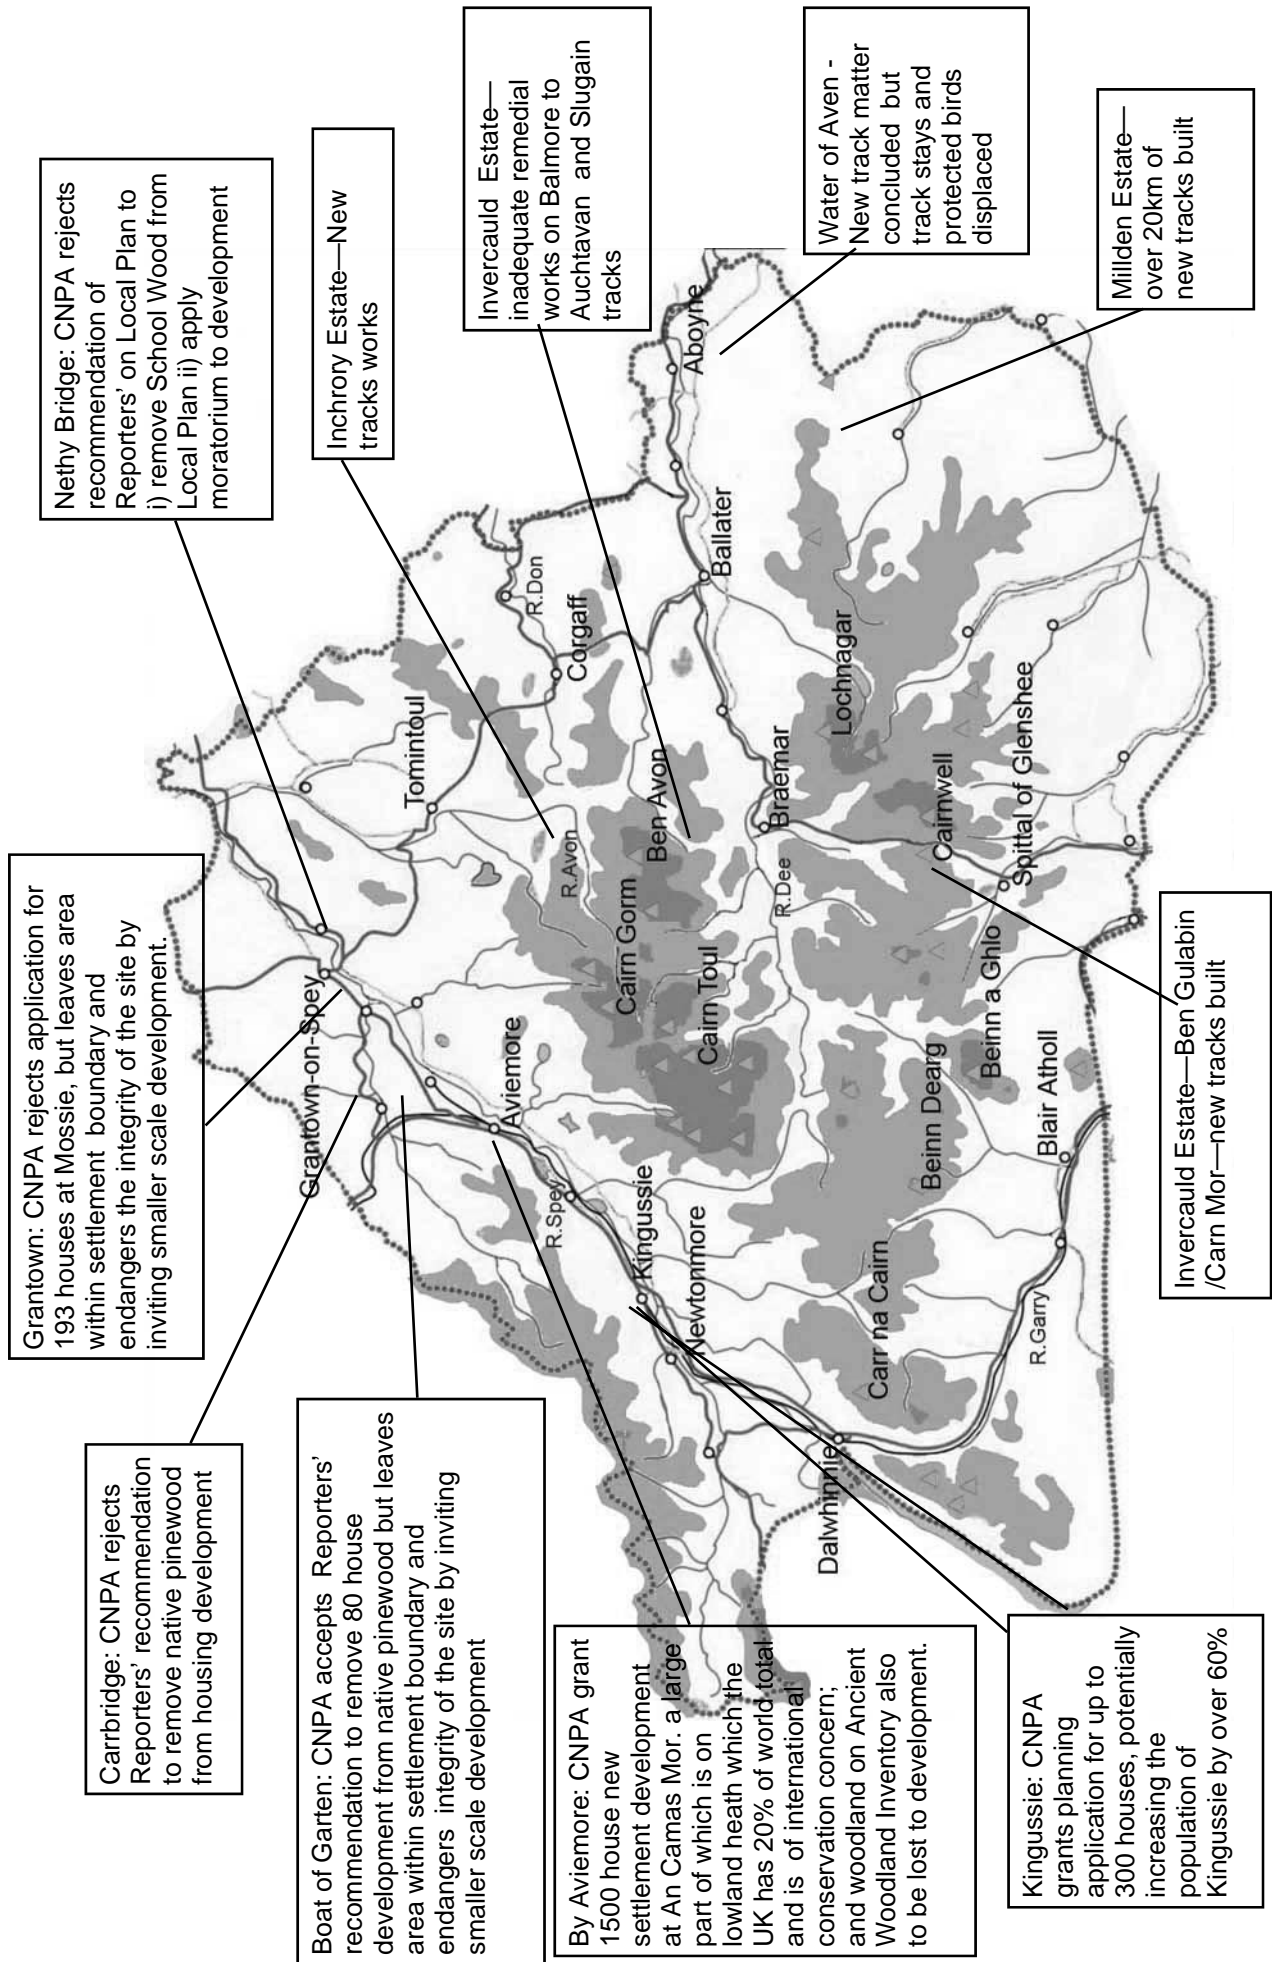 Nethy Bridge: CNPA rejects
recommendation of
Reporters’ on Local Plan to
i) remove School Wood from
Local Plan ii) apply
moratorium to development
Inchrory Estate—New
tracks works
Invercauld Estate—
inadequate remedial
works on Balmore to
Auchtavan and Slugain
tracks
Water of Aven -
New track matter
concluded but
track stays and
protected birds
displaced
Millden Estate—
over 20km of
new tracks built
Grantown: CNPA rejects application for
193 houses at Mossie, but leaves area
within settlement boundary and
endangers the integrity of the site by
inviting smaller scale development.
Carrbridge: CNPA rejects
Reporters’ recommendation
to remove native pinewood
from housing development
Boat of Garten: CNPA accepts Reporters’
recommendation to remove 80 house
development from native pinewood but leaves
area within settlement boundary and
endangers integrity of the site by inviting
smaller scale development
By Aviemore: CNPA grant
1500 house new
settlement development
at An Camas Mor. a large
part of which is on
lowland heath which the
UK has 20% of world total
and is of international
conservation concern;
and woodland on Ancient
Woodland Inventory also
to be lost to development.
Kingussie: CNPA
grants planning
application for up to
300 houses, potentially
increasing the
population of
Kingussie by over 60%
Invercauld Estate—Ben Gulabin
/Carn Mor—new tracks built
Grantown-on-Spey
Tomintoul
R.Don
Corgaff
Aboyne
Ballater
Aviemore
R.Avon
Ben Avon
Cairn Gorm
Cairn Toul
Braemar
R.Dee
Lochnagar
R.Spey
Kingussie
Newtonmore
Cairnwell
Spittal of Glenshee
Beinn a Ghlo
Beinn Dearg
Blair Atholl
Carr na Cairn
R.Garry
Dalwhinnie